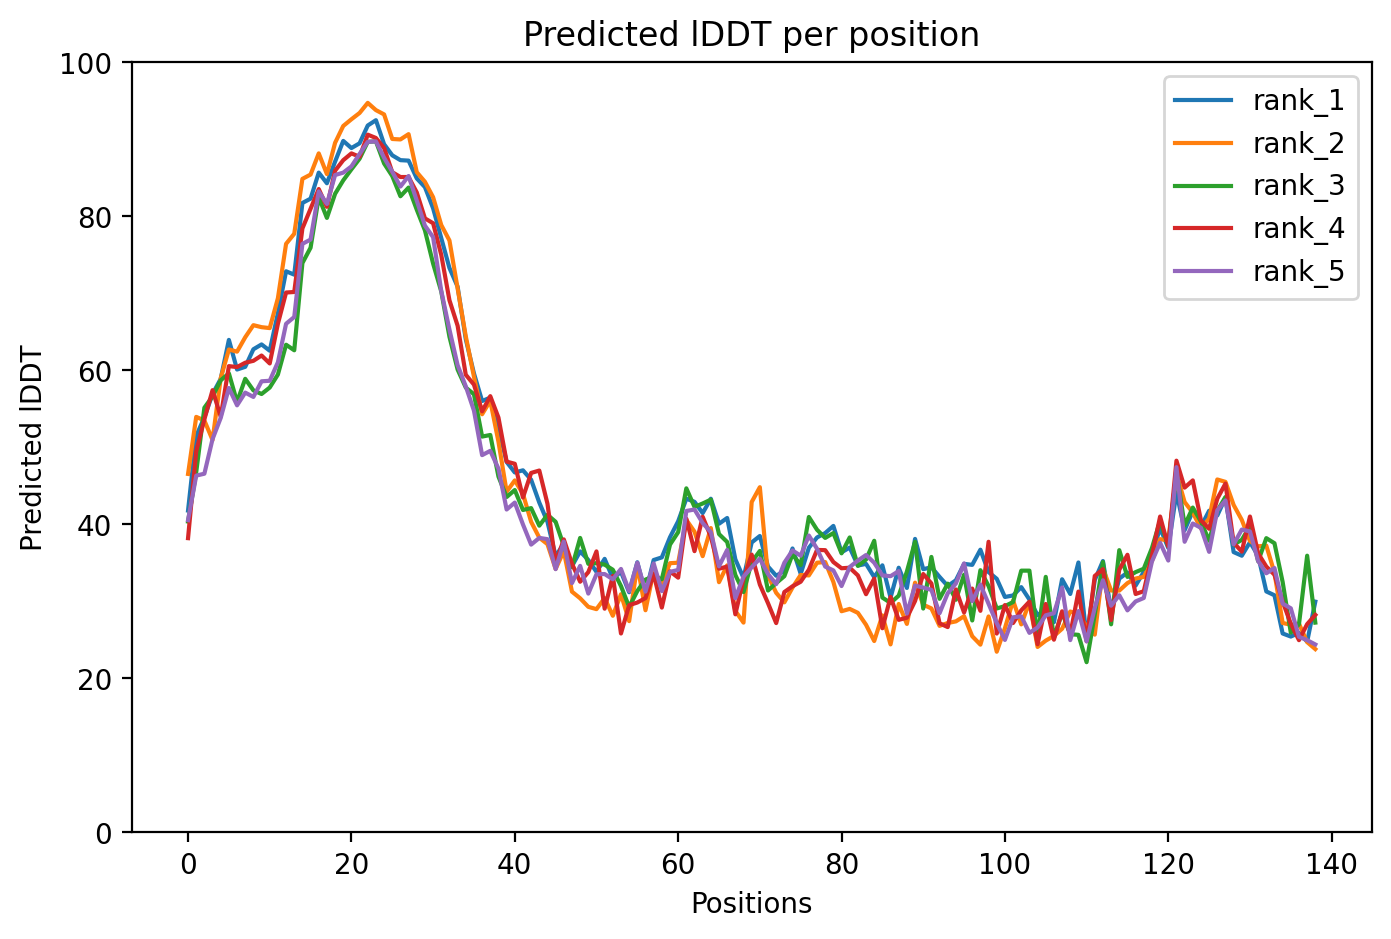 Predicted lDDT per position
100
80
60
40
20
0
Predicted lDDT
rank_1
rank_2
rank_3
rank_4
rank_5
0 20 40 60 80 100 120 140
Positions